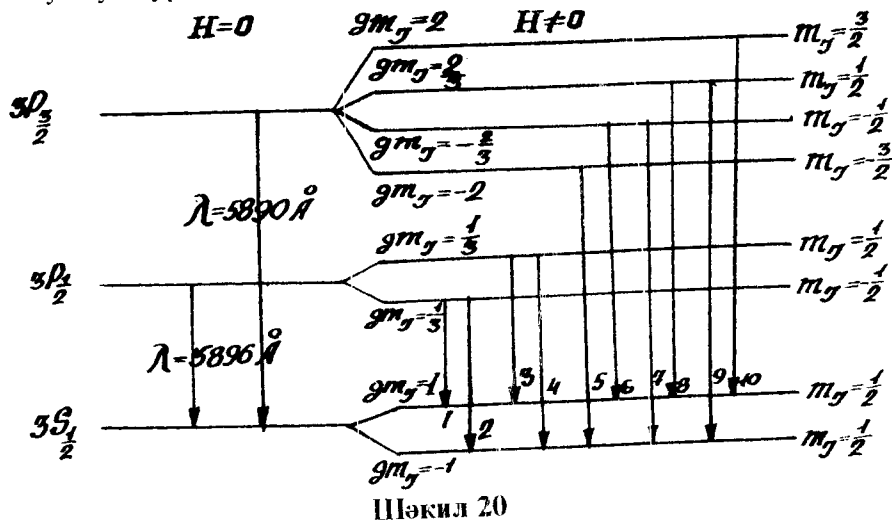 H=0 gm_J=2 H≠0 m_J=3/2
gm_J=2/3 m_J=1/2
3P_3/2 m_J=-1/2
gm_J=-2/3 m_J=-3/2
gm_J=-2
λ=5890 Å
gm_J=1/3 m_J=1/2
3P_1/2 m_J=-1/2
gm_J=1/3
λ=5896 Å
gm_J=1 3 4 5 6 7 8 9 10 m_J=1/2
1
3S_1/2 2 m_J=1/2
gm_J=-1
Шәкил 20